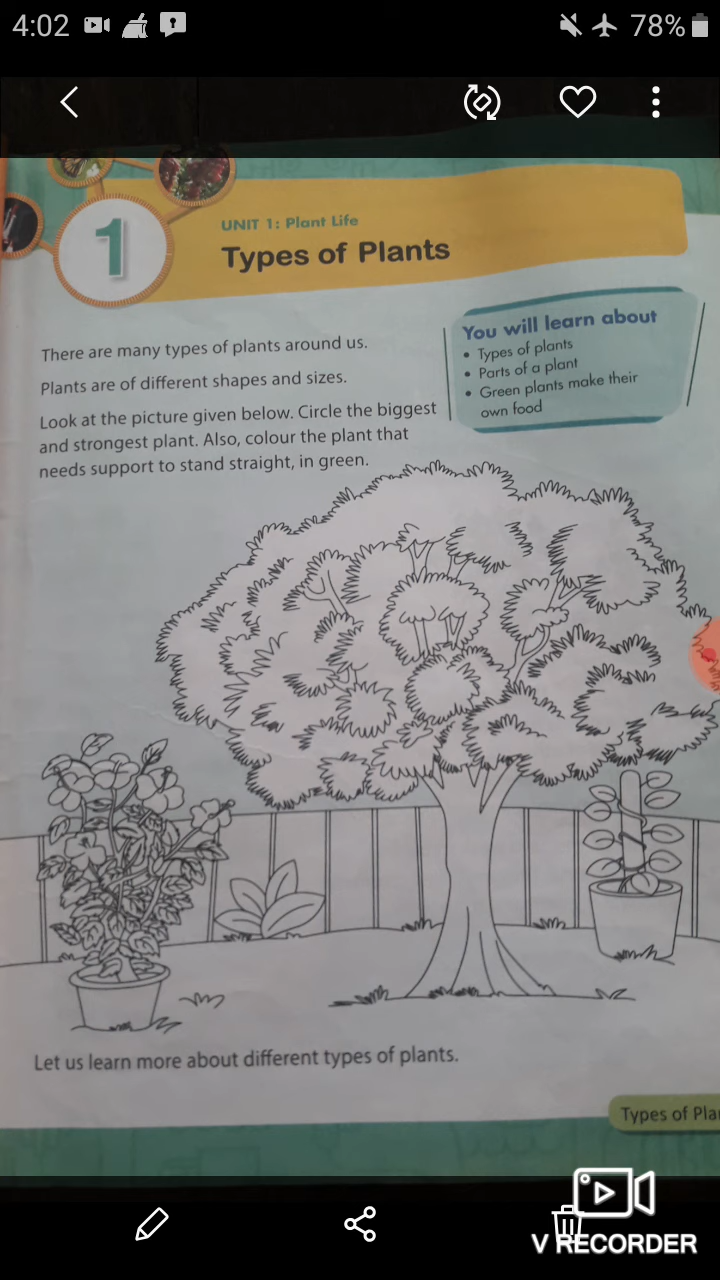 4:02
78%
1
UNIT 1: Plant Life
Types of Plants
You will learn about
• Types of plants
• Parts of a plant
• Green plants make their
own food
There are many types of plants around us.
Plants are of different shapes and sizes.
Look at the picture given below. Circle the biggest
and strongest plant. Also, colour the plant that
needs support to stand straight, in green.
Let us learn more about different types of plants.
Types of Pla
V RECORDER